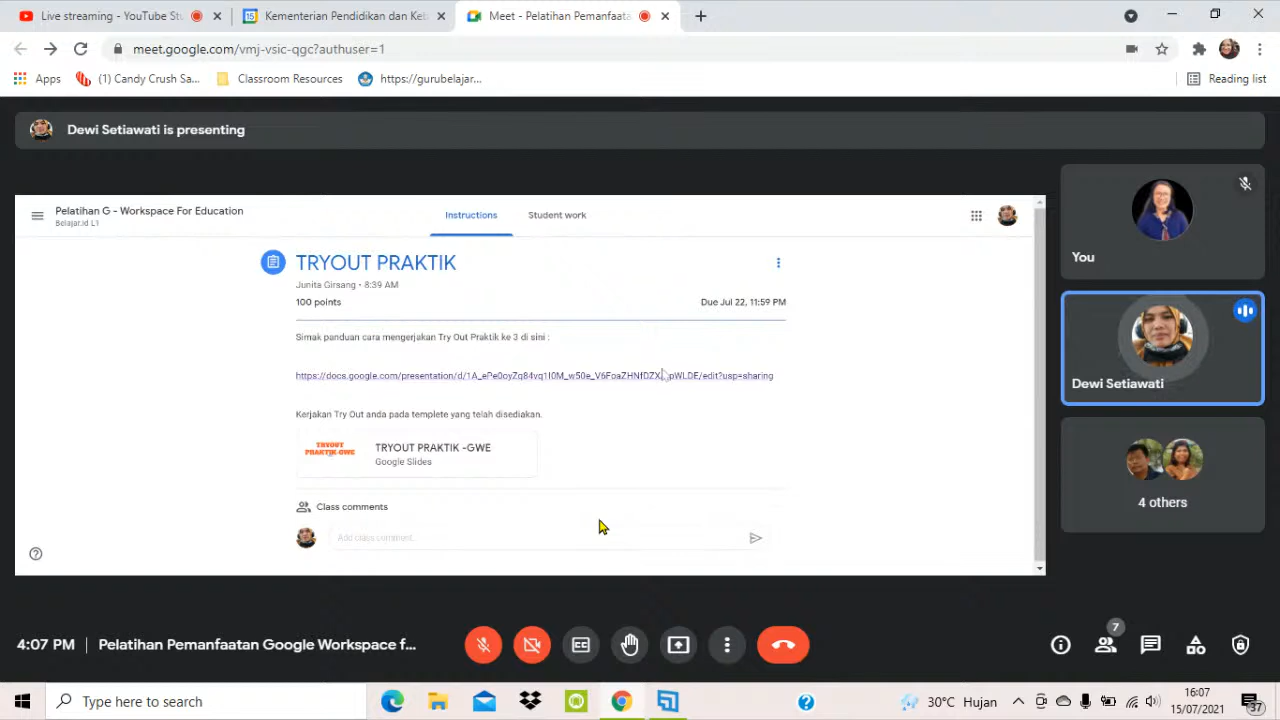 Live streaming - YouTube St
Kementerian Pendidikan dan Kel
Meet - Pelatihan Pemanfaata
meet.google.com/vmj-vsic-qgc?authuser=1
Apps
(1) Candy Crush Sa...
Classroom Resources
https://gurubelajar...
Reading list
Dewi Setiawati is presenting
Pelatihan G - Workspace For Education
Belajar.id L1
Instructions
Student work
TRYOUT PRAKTIK
Junita Girsang • 8:39 AM
100 points
Due Jul 22, 11:59 PM
Simak panduan cara mengerjakan Try Out Praktik ke 3 di sini :
Kerjakan Try Out anda pada templete yang telah disediakan.
TRYOUT
PRAKTIK-GWE
TRYOUT PRAKTIK -GWE
Google Slides
Class comments
Add class comment
You
Dewi Setiawati
4 others
4:07 PM | Pelatihan Pemanfaatan Google Workspace f...
7
Type here to search
30°C Hujan
16:07
15/07/2021
37